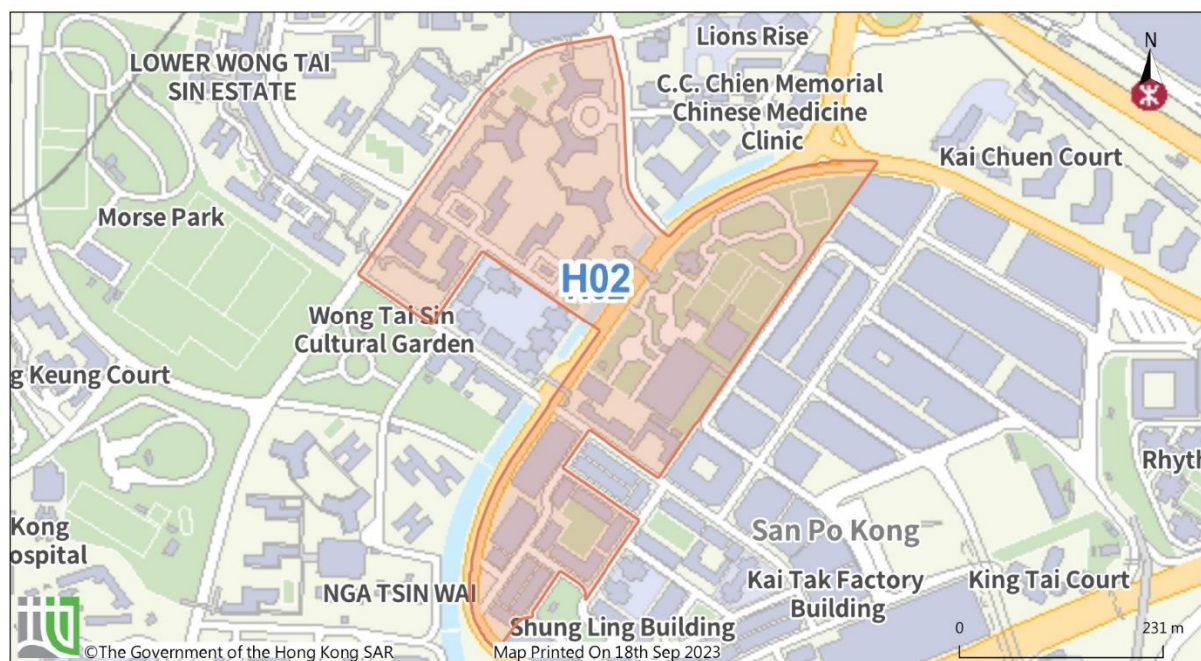 Lions Rise
N
LOWER WONG TAI
SIN ESTATE
C.C. Chien Memorial
Chinese Medicine
Clinic
Kai Chuen Court
Morse Park
H02
Wong Tai Sin
Cultural Garden
g Keung Court
Rhyth
Kong
ospital
San Po Kong
NGA TSIN WAI
Kai Tak Factory
Building
King Tai Court
Shung Ling Building
0 231 m
©The Government of the Hong Kong SAR Map Printed On 18th Sep 2023